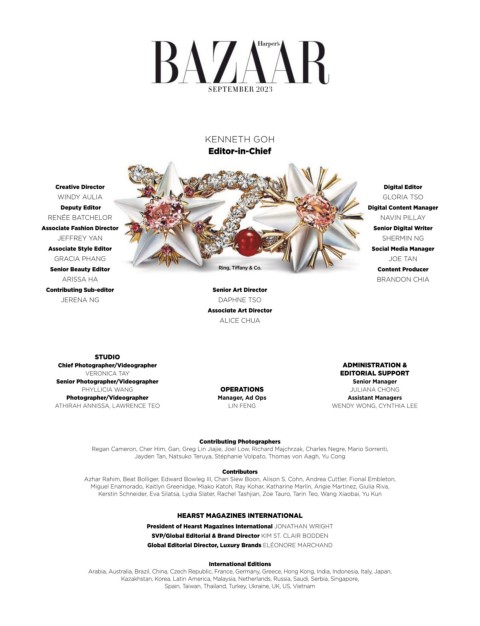 Harper's
BAZAAR
SEPTEMBER 2023
KENNETH GOH
Editor-in-Chief
Creative Director
WINDY AULIA
Deputy Editor
RENÉE BATCHELOR
Associate Fashion Director
JEFFREY YAN
Associate Style Editor
GRACIA PHANG
Senior Beauty Editor
ARISSA HA
Contributing Sub-editor
JERENA NG
Digital Editor
GLORIA TSO
Digital Content Manager
NAVIN PILLAY
Senior Digital Writer
SHERMIN NG
Social Media Manager
JOE TAN
Content Producer
BRANDON CHIA
Ring, Tiffany & Co.
Senior Art Director
DAPHNE TSO
Associate Art Director
ALICE CHUA
STUDIO
Chief Photographer/Videographer
VERONICA TAY
Senior Photographer/Videographer
PHYLLICIA WANG
Photographer/Videographer
ATHIRAH ANNISSA, LAWRENCE TEO
OPERATIONS
Manager, Ad Ops
LIN FENG
ADMINISTRATION &
EDITORIAL SUPPORT
Senior Manager
JULIANA CHONG
Assistant Managers
WENDY WONG, CYNTHIA LEE
Contributing Photographers
Regan Cameron, Cher Him, Gan, Greg Lin Jiajie, Joel Low, Richard Majchrzak, Charles Negre, Mario Sorrenti,
Jayden Tan, Natsuko Teruya, Stéphanie Volpato, Thomas von Aagh, Yu Cong
Contributors
Azhar Rahim, Beat Bolliger, Edward Bowleg III, Chan Siew Boon, Alison S. Cohn, Andrea Cuttler, Fional Embleton,
Miguel Enamorado, Kaitlyn Greenidge, Miako Katoh, Ray Kohar, Katharine Marlin, Angie Martinez, Giulia Riva,
Kerstin Schneider, Eva Silatsa, Lydia Slater, Rachel Tashjian, Zoe Tauro, Tarin Teo, Wang Xiaobai, Yu Kun
HEARST MAGAZINES INTERNATIONAL
President of Hearst Magazines International JONATHAN WRIGHT
SVP/Global Editorial & Brand Director KIM ST. CLAIR BODDEN
Global Editorial Director, Luxury Brands ELÉONORE MARCHAND
International Editions
Arabia, Australia, Brazil, China, Czech Republic, France, Germany, Greece, Hong Kong, India, Indonesia, Italy, Japan,
Kazakhstan, Korea, Latin America, Malaysia, Netherlands, Russia, Saudi, Serbia, Singapore,
Spain, Taiwan, Thailand, Turkey, Ukraine, UK, US, Vietnam